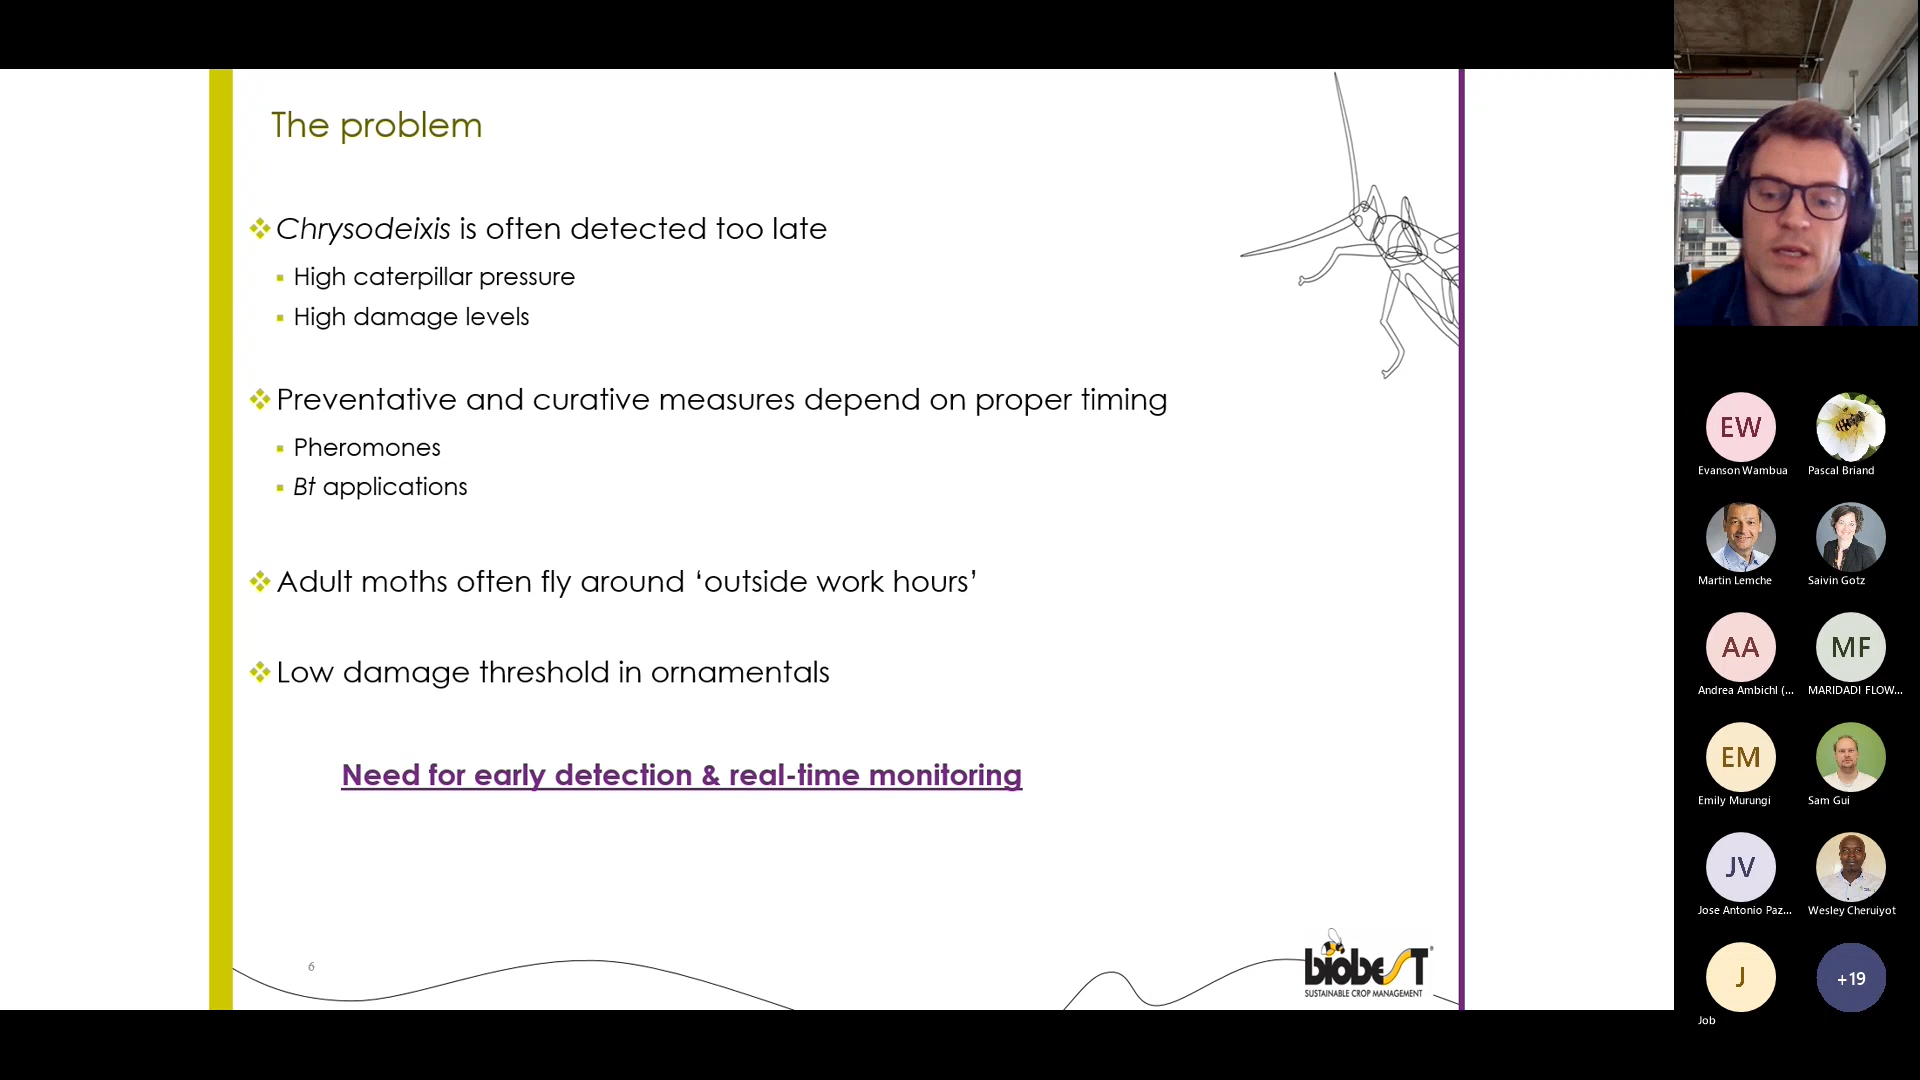 The problem
Chrysodeixis is often detected too late
High caterpillar pressure
High damage levels
Preventative and curative measures depend on proper timing
Pheromones
Bt applications
Adult moths often fly around ‘outside work hours’
Low damage threshold in ornamentals
Need for early detection & real-time monitoring
6
biobest
SUSTAINABLE CROP MANAGEMENT
EW
Evanson Wambua
Pascal Briand
Martin Lemche
Saivin Gotz
AA
Andrea Ambichl (...
MF
MARIDADI FLOW...
EM
Emily Murungi
Sam Gui
JV
Jose Antonio Paz...
Wesley Cheruiyot
J
Job
+19